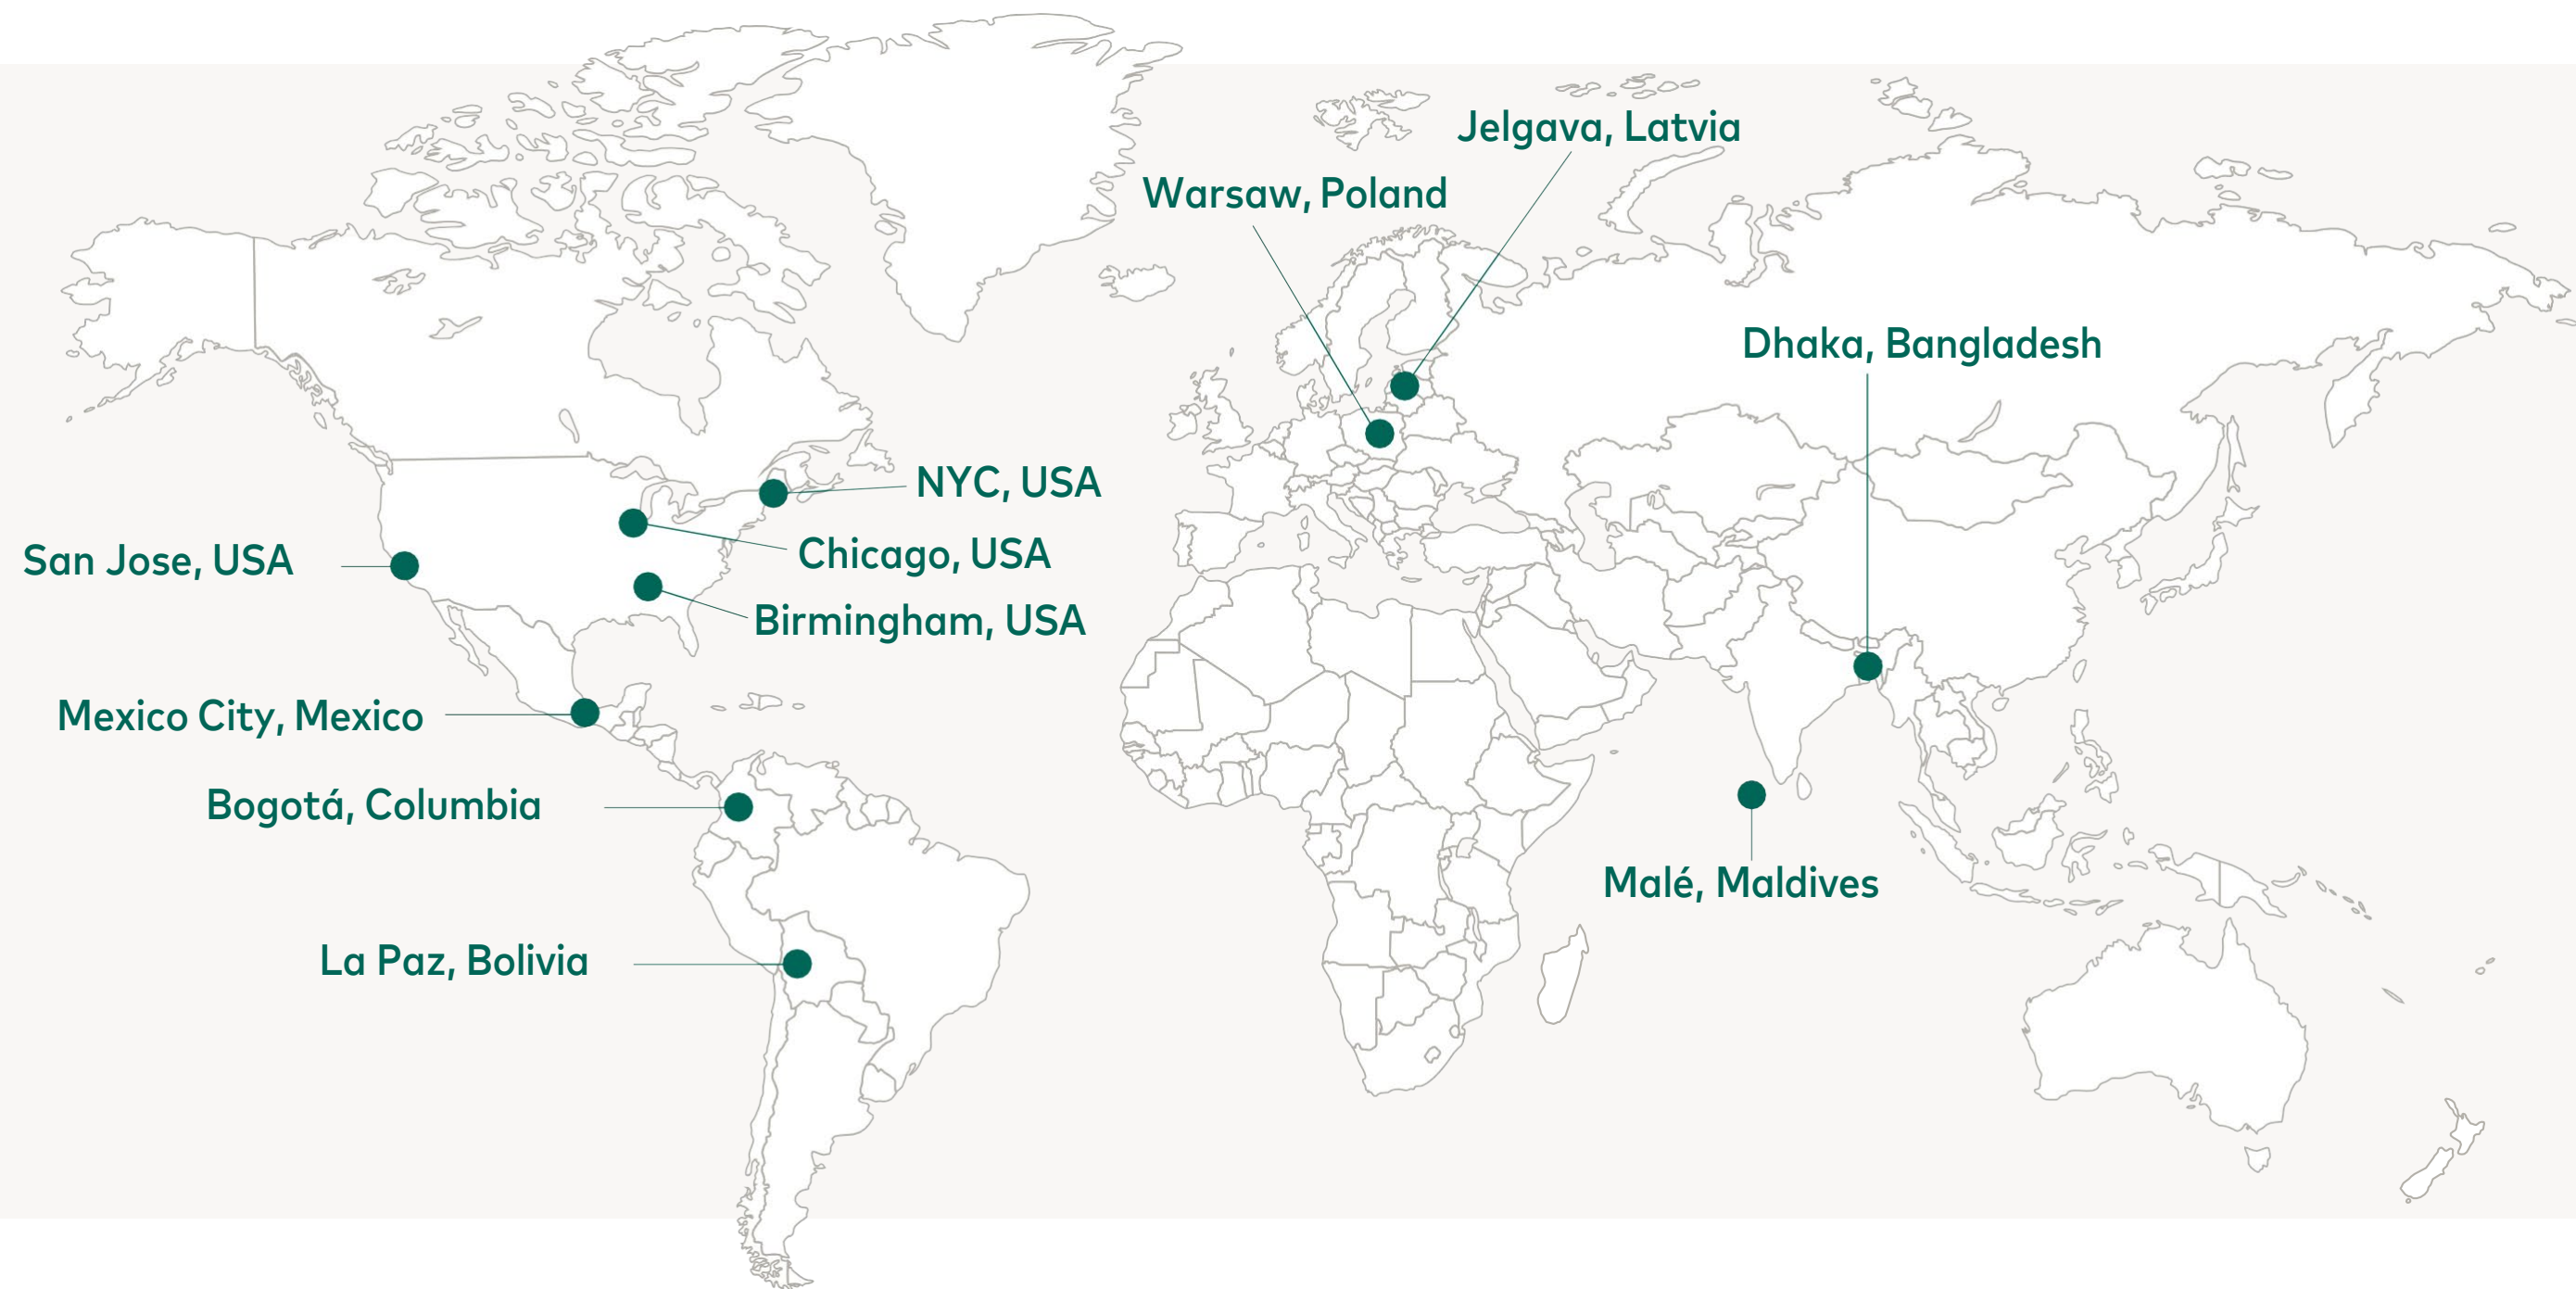 Jelgava, Latvia
Warsaw, Poland
Dhaka, Bangladesh
NYC, USA
Chicago, USA
San Jose, USA
Birmingham, USA
Mexico City, Mexico
Bogotá, Columbia
Malé, Maldives
La Paz, Bolivia